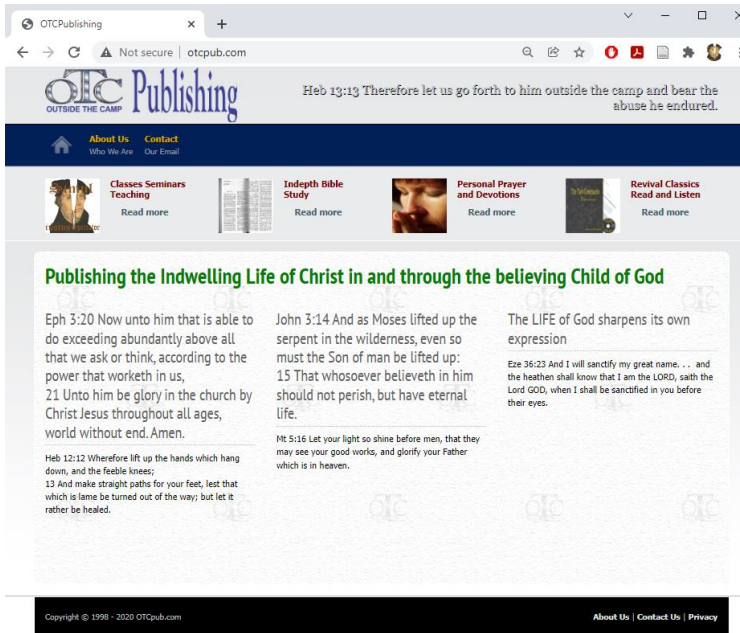 OTCPublishing
Not secure
otcpub.com
OTC Publishing
OUTSIDE THE CAMP
Heb 13:13 Therefore let us go forth to him outside the camp and bear the
abuse he endured.
About Us
Who We Are
Contact
Our Email
Classes Seminars
Teaching
Read more
Indepth Bible
Study
Read more
Personal Prayer
and Devotions
Read more
Revival Classics
Read and Listen
Read more
Publishing the Indwelling Life of Christ in and through the believing Child of God
Eph 3:20 Now unto him that is able to
do exceeding abundantly above all
that we ask or think, according to the
power that worketh in us,
21 Unto him be glory in the church by
Christ Jesus throughout all ages,
world without end. Amen.
Heb 12:12 Wherefore lift up the hands which hang
down, and the feeble knees;
13 And make straight paths for your feet, lest that
which is lame be turned out of the way; but let it
rather be healed.
John 3:14 And as Moses lifted up the
serpent in the wilderness, even so
must the Son of man be lifted up:
15 That whosoever believeth in him
should not perish, but have eternal
life.
Mt 5:16 Let your light so shine before men, that they
may see your good works, and glorify your Father
which is in heaven.
The LIFE of God sharpens its own
expression
Eze 36:23 And I will sanctify my great name. . . and
the heathen shall know that I am the LORD, saith the
Lord GOD, when I shall be sanctified in you before
their eyes.
Copyright © 1998 - 2020 OTCpub.com
About Us | Contact Us | Privacy